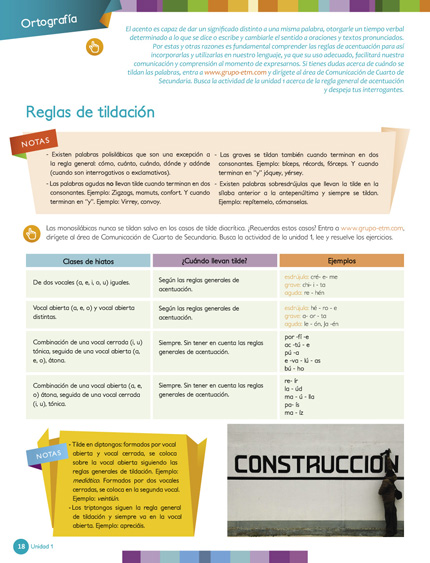 Ortografía
El acento es capaz de dar un significado distinto a una misma palabra, otorgarle un tiempo verbal
determinado a lo que se dice o escribe y cambiarle el sentido a oraciones y textos pronunciados.
Por estas y otras razones es fundamental comprender las reglas de acentuación para así
incorporarlas y utilizarlas en nuestro lenguaje, ya que su uso adecuado, facilitará nuestra
comunicación y comprensión al momento de expresarnos. Si tienes dudas acerca de cuándo se
tildan las palabras, entra a www.grupo-etm.com y dirígete al área de Comunicación de Cuarto de
Secundaria. Busca la actividad de la unidad 1 acerca de la regla general de acentuación
y despeja tus interrogantes.
Reglas de tildación
NOTAS
- Existen palabras polisilábicas que son una excepción a
la regla general: cómo, cuánto, cuándo, dónde y adónde
(cuando son interrogativos o exclamativos).
- Las palabras agudas no llevan tilde cuando terminan en dos
consonantes. Ejemplo: Zigzags, mamuts, confort. Y cuando
terminan en "y". Ejemplo: Virrey, convoy.
- Las graves se tildan también cuando terminan en dos
consonantes. Ejemplo: bíceps, récords, fórceps. Y cuando
terminan en "y" jóquey, yérsey.
- Existen palabras sobresdrújulas que llevan la tilde en la
sílaba anterior a la antepenúltima y siempre se tildan.
Ejemplo: repítemelo, cómanselas.
Las monosilábicas nunca se tildan salvo en los casos de tilde diacrítica. ¿Recuerdas estos casos? Entra a www.grupo-etm.com,
dirígete al área de Comunicación de Cuarto de Secundaria. Busca la actividad de la unidad 1, lee y resuelve los ejercicios.
Clases de hiatos
¿Cuándo llevan tilde?
Ejemplos
De dos vocales (a, e, i, o, u) iguales.
Según las reglas generales de
acentuación.
esdrújula: cré- e- me
grave: chi- i - ta
aguda: re - hén
Vocal abierta (a, e, o) y vocal abierta
distintas.
Según las reglas generales de
acentuación.
esdrújula: hé - ro - e
grave: a- or - ta
aguda: le - ón, Ja -én
Combinación de una vocal cerrada (i, u)
tónica, seguida de una vocal abierta (a,
e, o), átona.
Siempre. Sin tener en cuenta las reglas
generales de acentuación.
por -fí -e
ac -tú - e
pú -a
e -va - lú - as
bú - ho
Combinación de una vocal abierta (a, e,
o) átona, seguida de una vocal cerrada
(i, u), tónica.
Siempre. Sin tener en cuenta las reglas
generales de acentuación.
re- ír
la - úd
ma - ú - lla
pa- ís
ma - íz
NOTAS
- Tilde en diptongos: formados por vocal
abierta y vocal cerrada, se coloca
sobre la vocal abierta siguiendo las
reglas generales de tildación. Ejemplo:
mediática. Formados por dos vocales
cerradas, se coloca en la segunda vocal.
Ejemplo: veintiún.
- Los triptongos siguen la regla general
de tildación y siempre va en la vocal
abierta. Ejemplo: apreciáis.
CONSTRUCCIÓN
18 Unidad 1